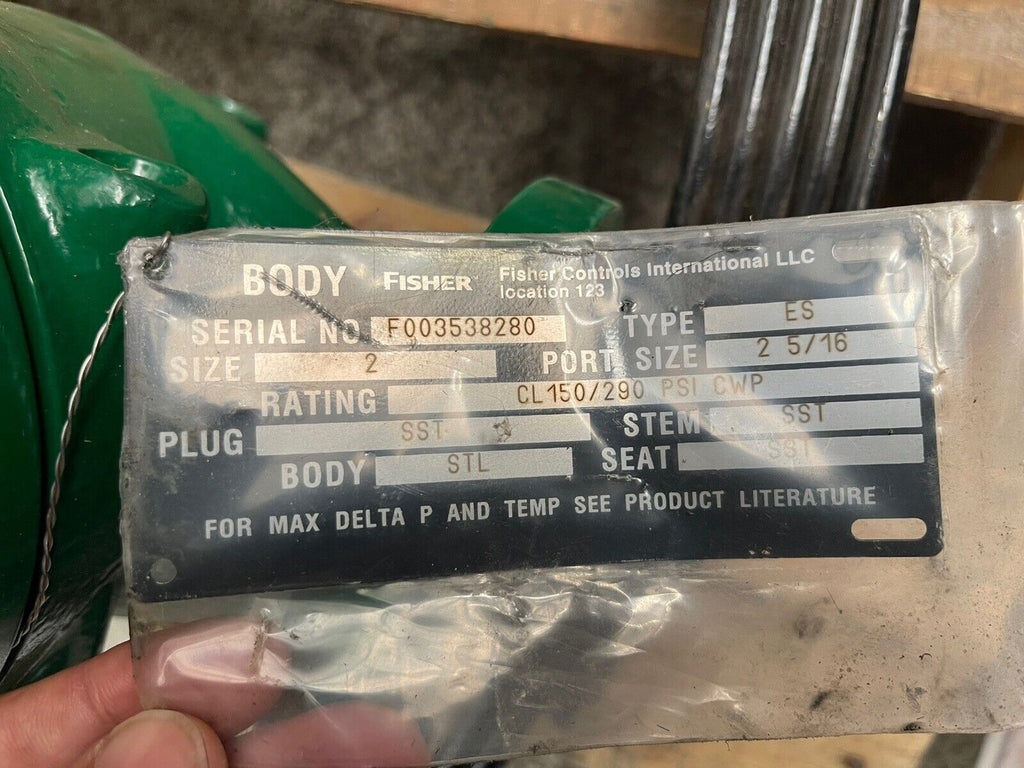 BODY FISHER Fisher Controls International LLC
location 123
SERIAL NO. F003538280 TYPE ES
SIZE 2 PORT SIZE 2 5/16
RATING CL150/290 PSI CWP
PLUG SST STEM SST
BODY STL SEAT SST
FOR MAX DELTA P AND TEMP SEE PRODUCT LITERATURE